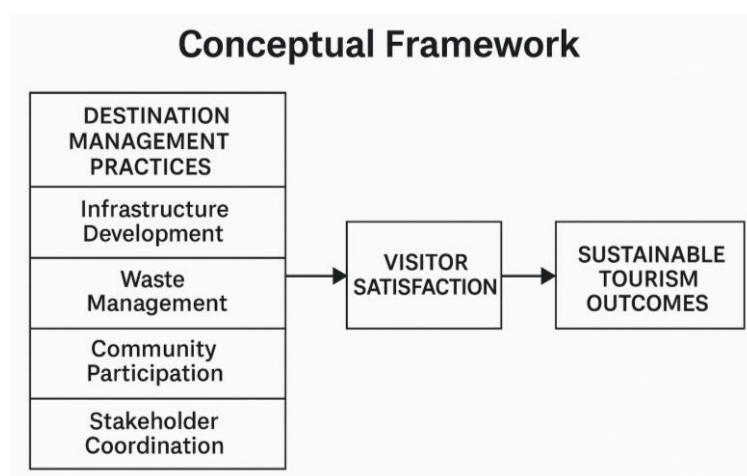 Conceptual Framework
DESTINATION
MANAGEMENT
PRACTICES
Infrastructure
Development
Waste
Management
Community
Participation
Stakeholder
Coordination
VISITOR
SATISFACTION
SUSTAINABLE
TOURISM
OUTCOMES